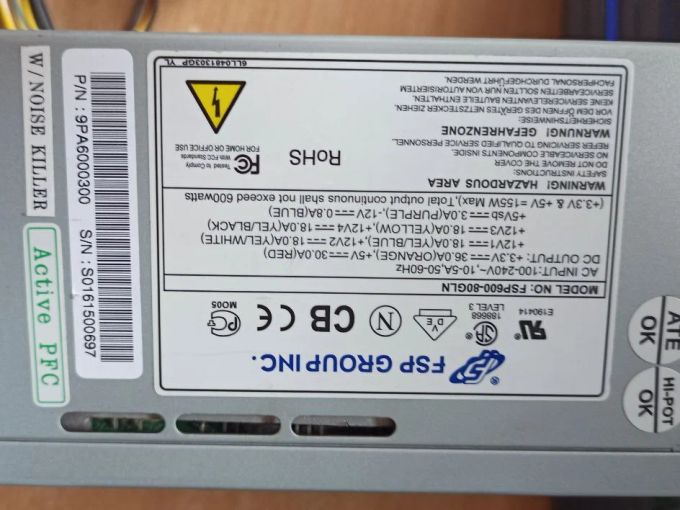 FSP GROUP INC.®
E190414
188668
LEVEL 3
CB
CE
MO05
MODEL NO: FSP600-80GLN
AC INPUT:100-240V~, 10-5A, 50-60Hz
DC OUTPUT: +3.3V⎓36.0A(ORANGE), +5V⎓30.0A(RED)
+12V1⎓18.0A(YEL/BLUE), +12V2⎓18.0A(YEL/WHITE)
+12V3⎓18.0A(YELLOW), +12V4⎓18.0A(YEL/BLACK)
+5Vsb⎓3.0A(PURPLE), -12V⎓0.8A(BLUE)
(+3.3V & +5V=155W Max), Total output continuous shall not exceed 600watts
WARNING! HAZARDOUS AREA
SAFETY INSTRUCTIONS:
DO NOT REMOVE THE COVER
NO SERVICEABLE COMPONENTS INSIDE.
REFER SERVICING TO QUALIFIED SERVICE PERSONNEL.
WARNUNG! GEFAHRENZONE
SICHERHEITSHINWEISE:
VOR DEM ÖFFNEN DES GERÄTES NETZSTECKER ZIEHEN
KEINE SERVICERELEVANTEN BAUTEILE ENTHALTEN.
SERVICEARBEITEN SOLLTEN NUR VON AUTORISIERTEM
FACHPERSONAL DURCHGEFÜHRT WERDEN.
RoHS
FC
Tested to Comply
With FCC Standards
FOR HOME OR OFFICE USE
6LL0481303GP YL
W/NOISE KILLER
Active PFC
P/N : 9PA6000300
S/N : S0161500697
ATE
OK
HI-POT
OK